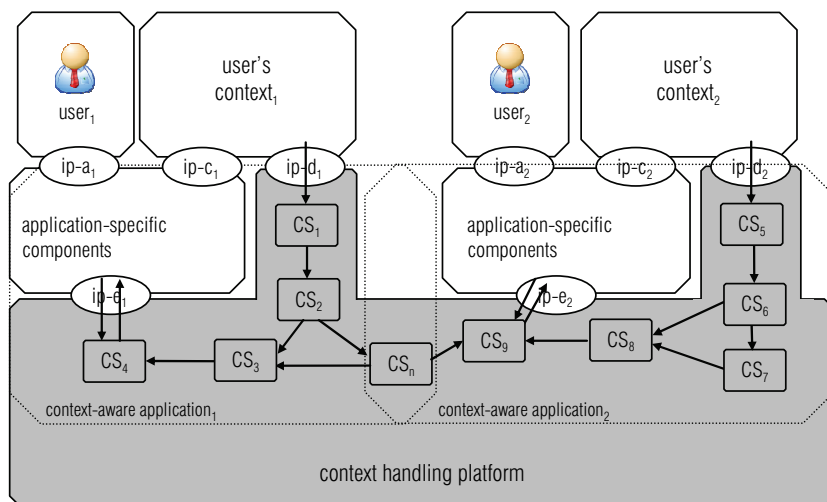 user's
context₁
user₁
user's
context₂
user₂
ip-a₁
ip-c₁
ip-d₁
ip-a₂
ip-c₂
ip-d₂
application-specific
components
CS₁
application-specific
components
CS₅
ip-e₁
CS₂
ip-e₂
CS₆
CS₄
CS₃
CSₙ
CS₉
CS₈
CS₇
context-aware application₁
context-aware application₂
context handling platform